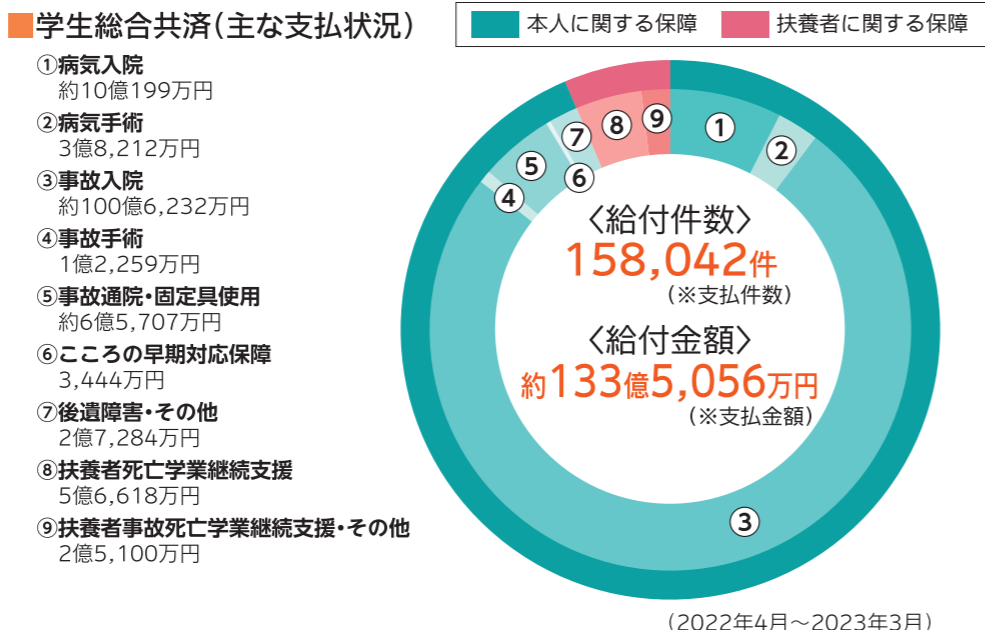 ■学生総合共済(主な支払状況)
本人に関する保障 扶養者に関する保障
①病気入院
約10億199万円
②病気手術
3億8,212万円
③事故入院
約100億6,232万円
④事故手術
1億2,259万円
⑤事故通院・固定具使用
約6億5,707万円
⑥こころの早期対応保障
3,444万円
⑦後遺障害・その他
2億7,284万円
⑧扶養者死亡学業継続支援
5億6,618万円
⑨扶養者事故死亡学業継続支援・その他
2億5,100万円
①
②
③
④
⑤
⑥
⑦
⑧
⑨
〈給付件数〉
158,042件
(※支払件数)
〈給付金額〉
約133億5,056万円
(※支払金額)
(2022年4月~2023年3月)